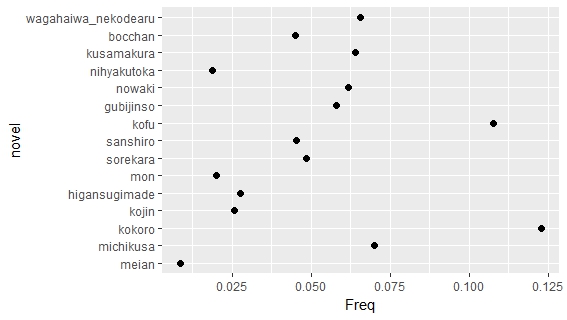 wagahaiwa_nekodearu
bocchan
kusamakura
nihyakutoka
nowaki
gubijinso
kofu
sanshiro
sorekara
mon
higansugimade
kojin
kokoro
michikusa
meian
novel
0.025 0.050 0.075 0.100 0.125
Freq